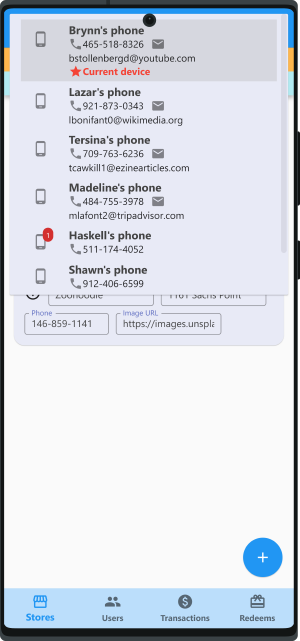 Brynn's phone
465-518-8326
bstollenbergd@youtube.com
Current device
Lazar's phone
921-873-0343
lbonifant0@wikimedia.org
Tersina's phone
709-763-6236
tcawkill1@ezinearticles.com
Madeline's phone
484-755-3978
mlafont2@tripadvisor.com
1
Haskell's phone
511-174-4052
Shawn's phone
912-406-6599
Zoonoodle 1161 Sachs Point
Phone Image URL
146-859-1141 https://images.unspla
+
Stores Users Transactions Redeems